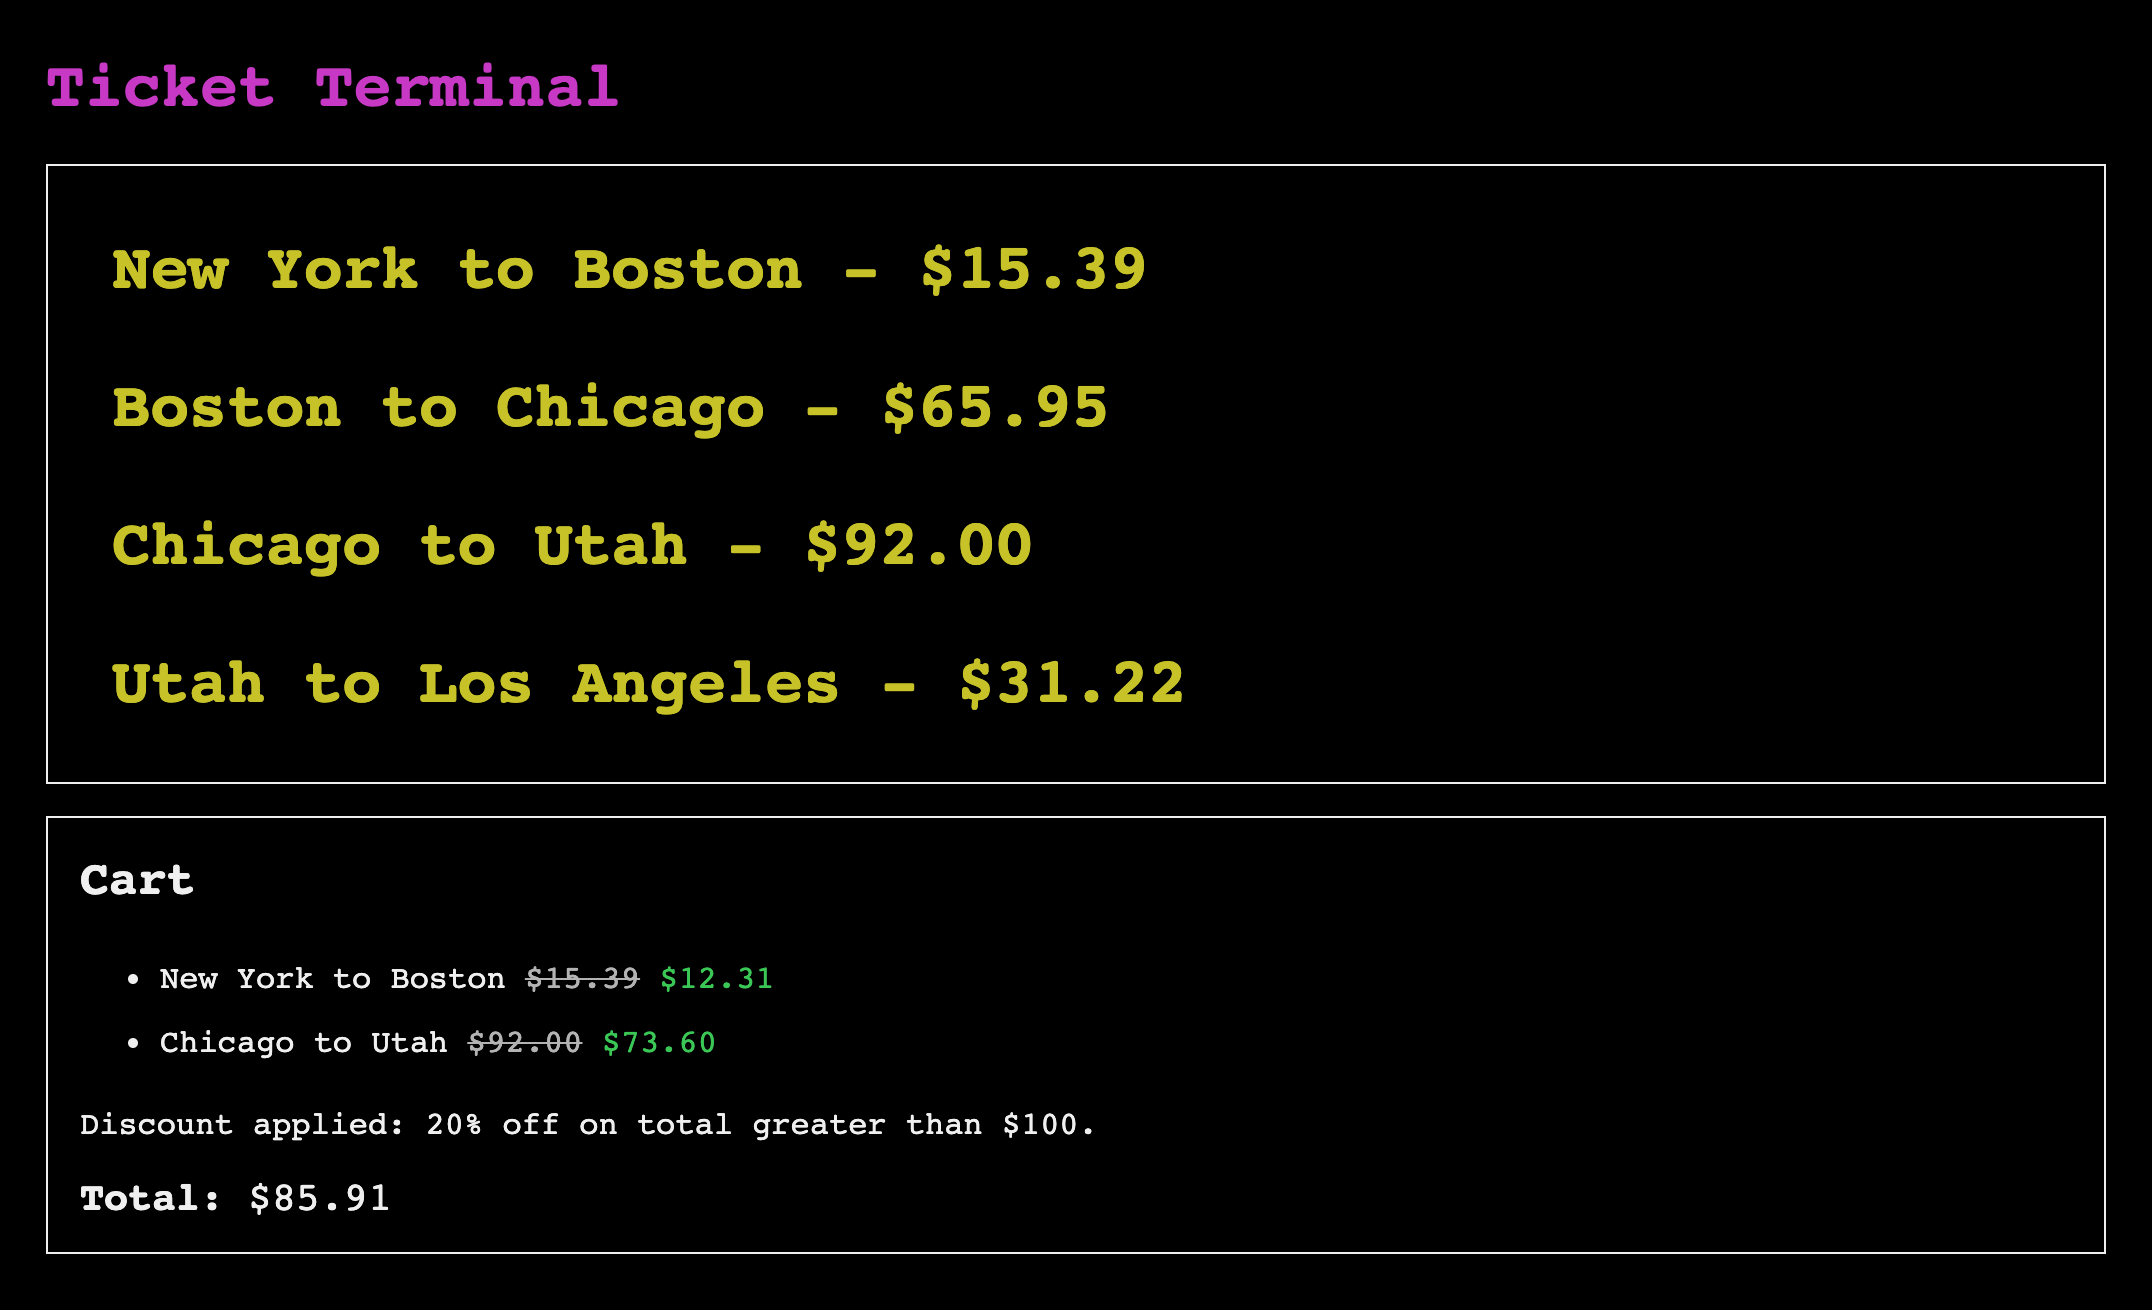 Ticket Terminal
New York to Boston – $15.39
Boston to Chicago – $65.95
Chicago to Utah – $92.00
Utah to Los Angeles – $31.22
Cart
• New York to Boston $15.39 $12.31
• Chicago to Utah $92.00 $73.60
Discount applied: 20% off on total greater than $100.
Total: $85.91